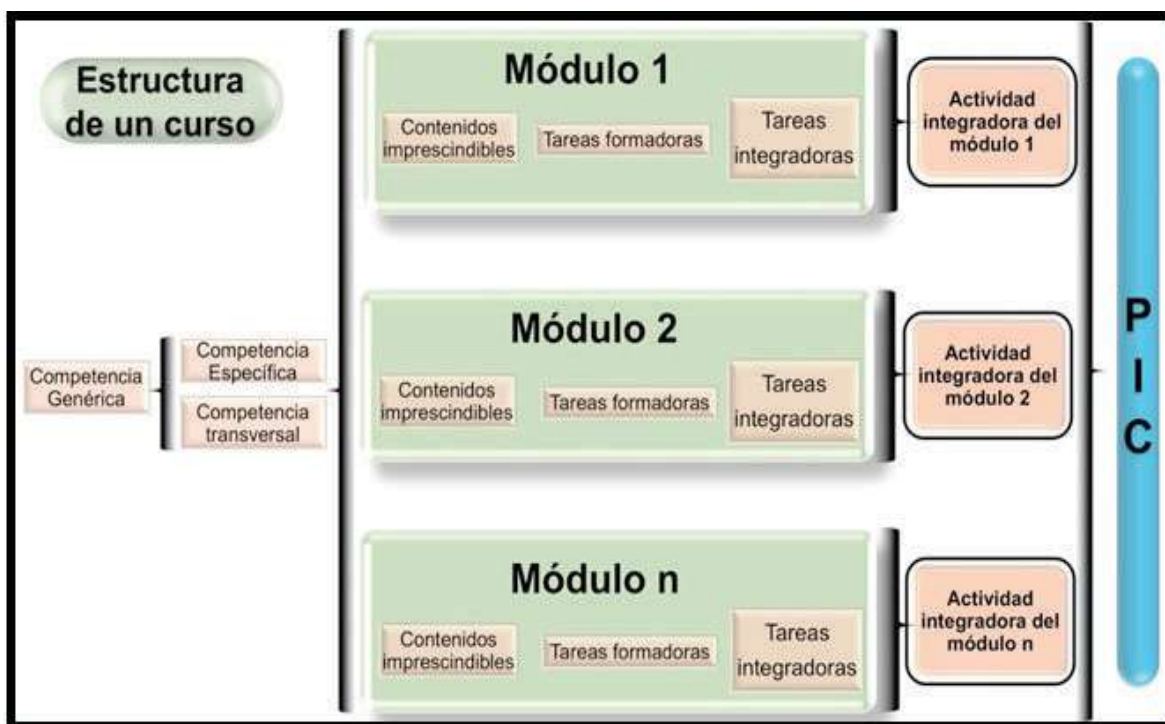 Estructura
de un curso
Competencia
Genérica
Competencia
Específica
Competencia
transversal
Módulo 1
Contenidos
imprescindibles
Tareas formadoras
Tareas
integradoras
Actividad
integradora del
módulo 1
Módulo 2
Contenidos
imprescindibles
Tareas formadoras
Tareas
integradoras
Actividad
integradora del
módulo 2
Módulo n
Contenidos
imprescindibles
Tareas formadoras
Tareas
integradoras
Actividad
integradora del
módulo n
P
I
C